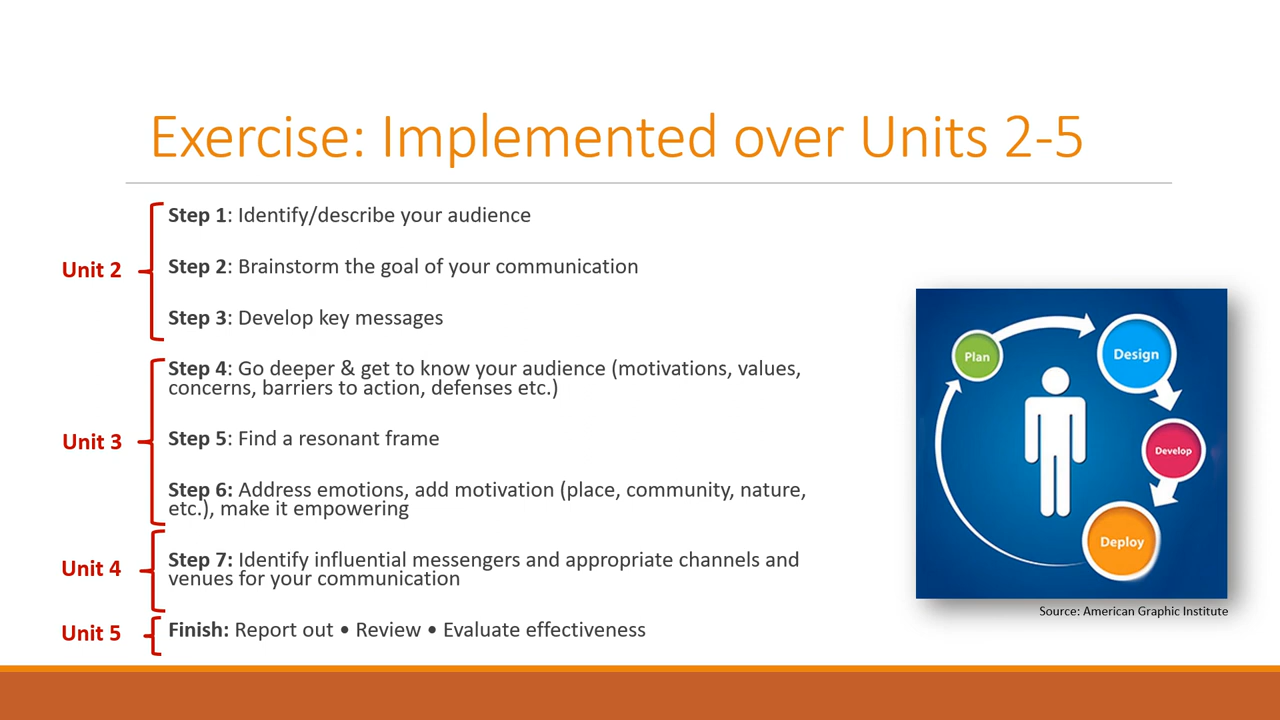 Exercise: Implemented over Units 2-5
Unit 2
Step 1: Identify/describe your audience
Step 2: Brainstorm the goal of your communication
Step 3: Develop key messages
Unit 3
Step 4: Go deeper & get to know your audience (motivations, values,
concerns, barriers to action, defenses etc.)
Step 5: Find a resonant frame
Step 6: Address emotions, add motivation (place, community, nature,
etc.), make it empowering
Unit 4
Step 7: Identify influential messengers and appropriate channels and
venues for your communication
Unit 5
Finish: Report out • Review • Evaluate effectiveness
Plan
Design
Develop
Deploy
Source: American Graphic Institute